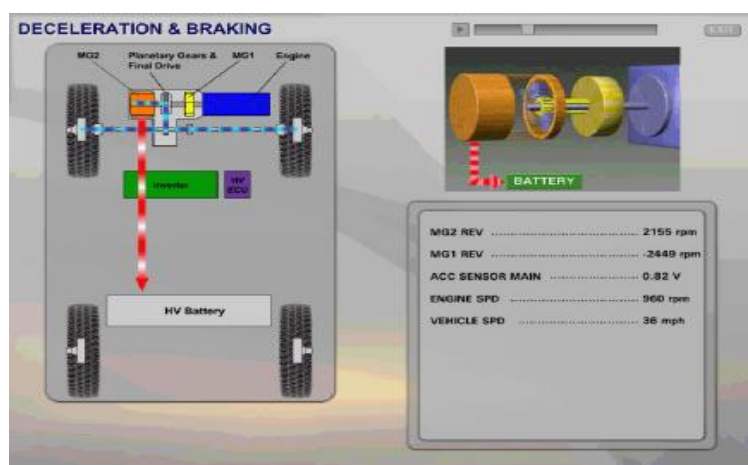 DECELERATION & BRAKING
EXIT
MG2
Planetary Gears &
Final Drive
MG1
Engine
Inverter
HV
ECU
HV Battery
BATTERY
MG2 REV ........................ 2155 rpm
MG1 REV ........................ -2449 rpm
ACC SENSOR MAIN ........................ 0.82 V
ENGINE SPD ........................ 960 rpm
VEHICLE SPD ........................ 36 mph